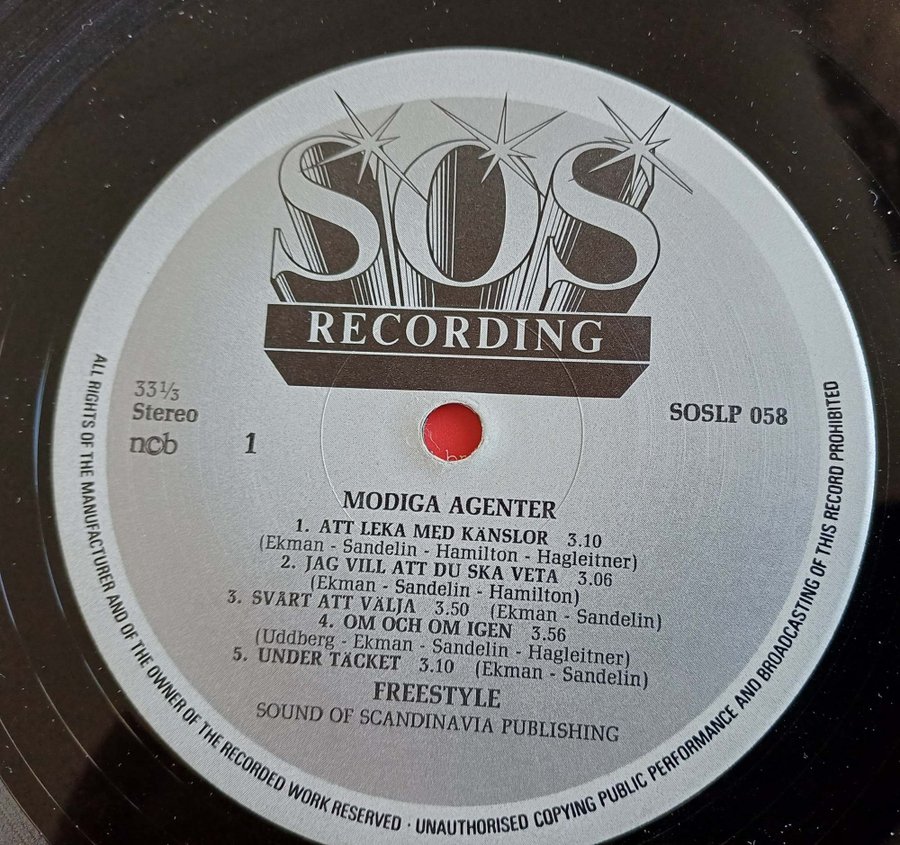 SOS
RECORDING
33⅓
Stereo
ncb
1
SOSLP 058
MODIGA AGENTER
1. ATT LEKA MED KÄNSLOR 3.10
(Ekman - Sandelin - Hamilton - Hagleitner)
2. JAG VILL ATT DU SKA VETA 3.06
(Ekman - Sandelin - Hamilton)
3. SVÅRT ATT VÄLJA 3.50 (Ekman - Sandelin)
4. OM OCH OM IGEN 3.56
(Uddberg - Ekman - Sandelin - Hagleitner)
5. UNDER TÄCKET 3.10 (Ekman - Sandelin)
FREESTYLE
SOUND OF SCANDINAVIA PUBLISHING
ALL RIGHTS OF THE MANUFACTURER AND OF THE OWNER OF THE RECORDED WORK RESERVED · UNAUTHORISED COPYING PUBLIC PERFORMANCE AND BROADCASTING OF THIS RECORD PROHIBITED